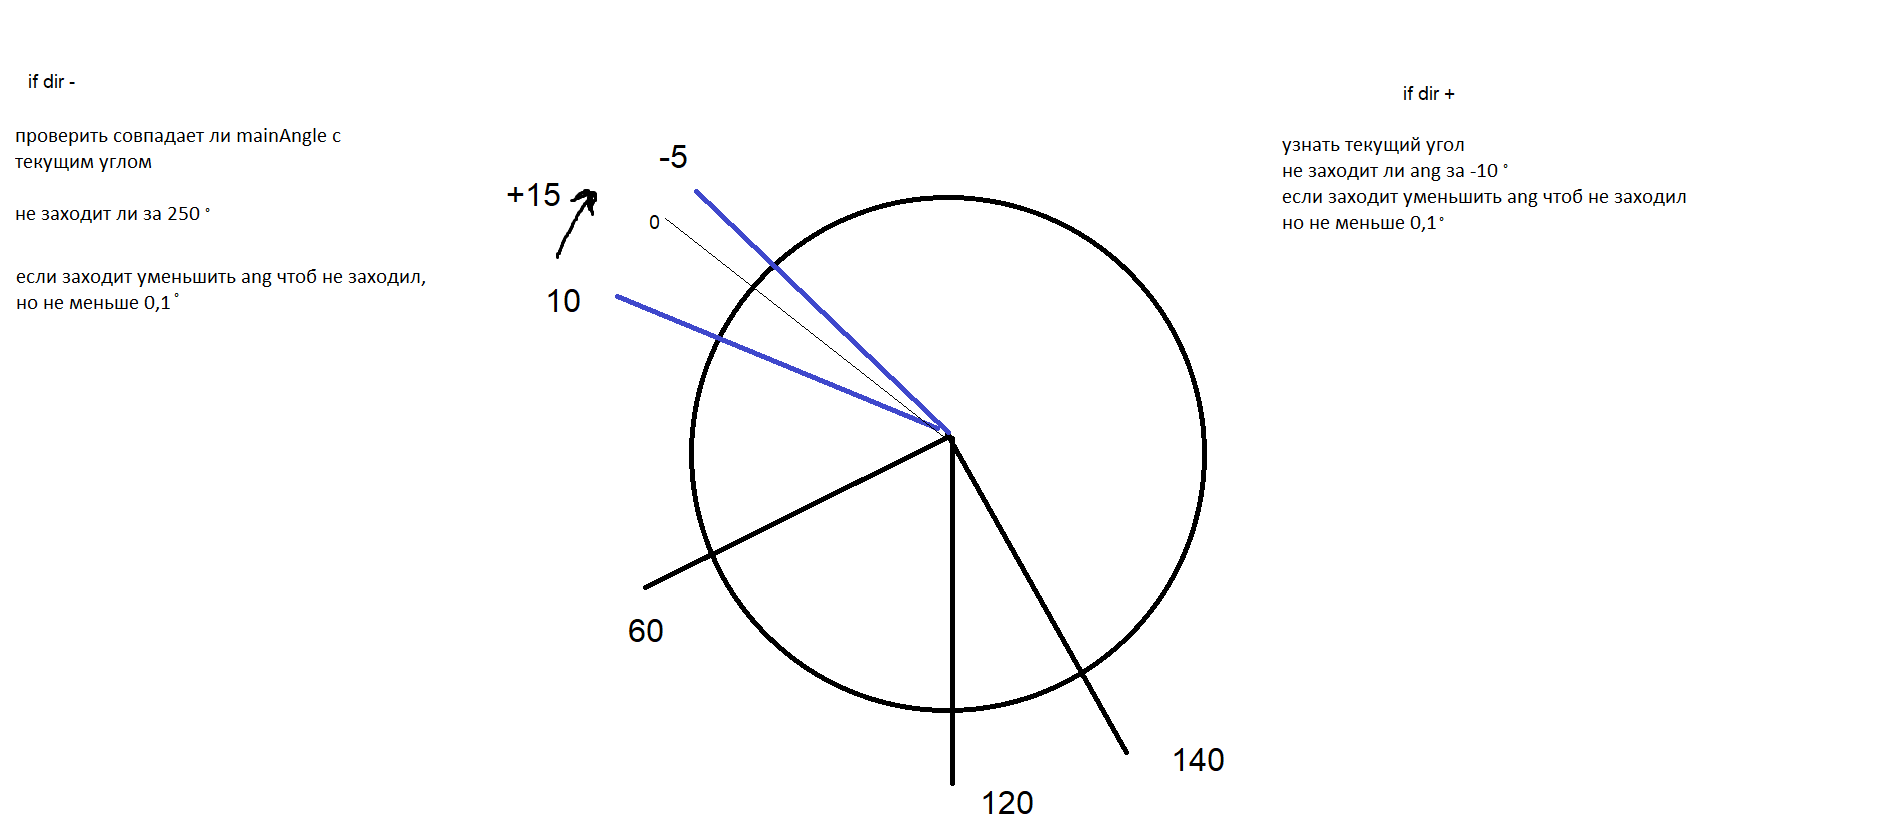 if dir -
проверить совпадает ли mainAngle с
текущим углом
не заходит ли за 250 °
если заходит уменьшить ang чтоб не заходил,
но не меньше 0,1°
-5
+15
0
10
60
120
140
if dir +
узнать текущий угол
не заходит ли ang за -10 °
если заходит уменьшить ang чтоб не заходил
но не меньше 0,1°